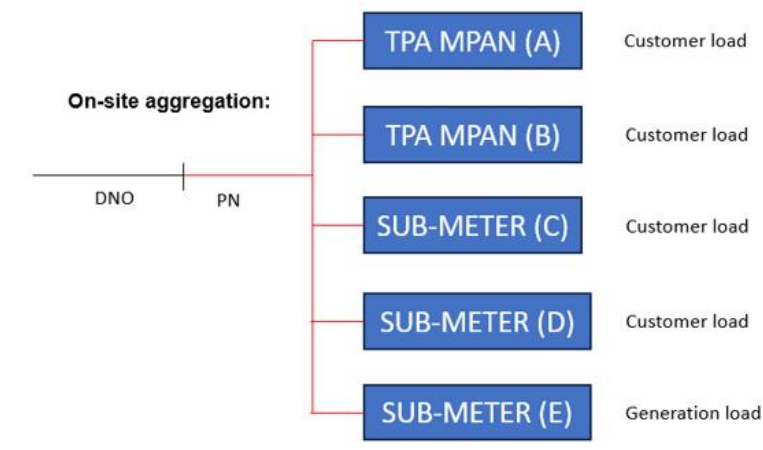 TPA MPAN (A)
Customer load
On-site aggregation:
TPA MPAN (B)
Customer load
DNO
PN
SUB-METER (C)
Customer load
SUB-METER (D)
Customer load
SUB-METER (E)
Generation load